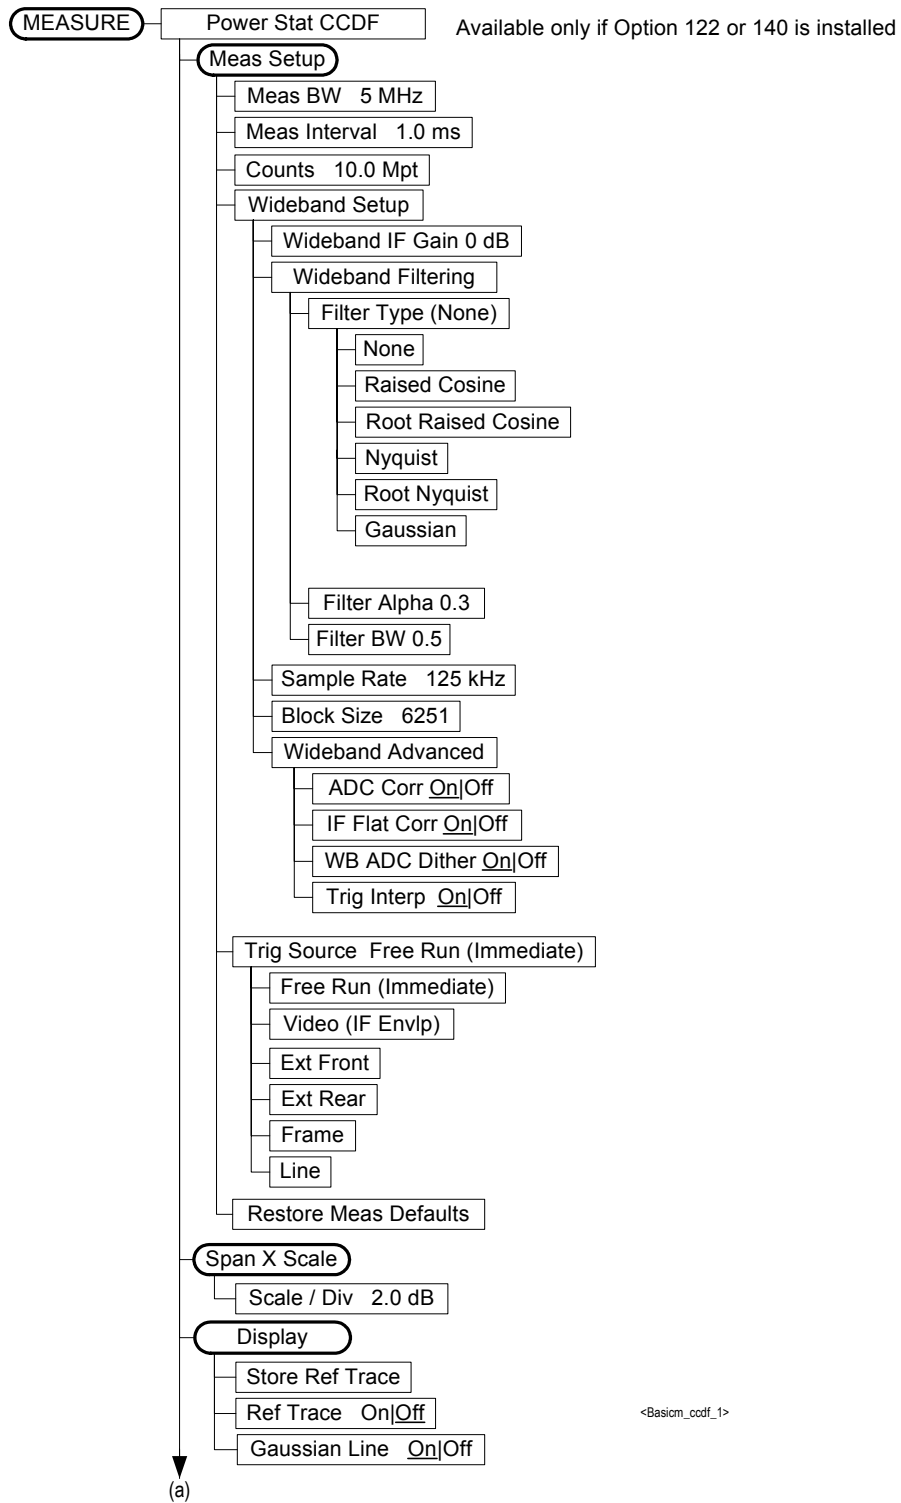 MEASURE
Power Stat CCDF
Available only if Option 122 or 140 is installed
Meas Setup
Meas BW 5 MHz
Meas Interval 1.0 ms
Counts 10.0 Mpt
Wideband Setup
Wideband IF Gain 0 dB
Wideband Filtering
Filter Type (None)
None
Raised Cosine
Root Raised Cosine
Nyquist
Root Nyquist
Gaussian
Filter Alpha 0.3
Filter BW 0.5
Sample Rate 125 kHz
Block Size 6251
Wideband Advanced
ADC Corr On|Off
IF Flat Corr On|Off
WB ADC Dither On|Off
Trig Interp On|Off
Trig Source Free Run (Immediate)
Free Run (Immediate)
Video (IF Envlp)
Ext Front
Ext Rear
Frame
Line
Restore Meas Defaults
Span X Scale
Scale / Div 2.0 dB
Display
Store Ref Trace
Ref Trace On|Off
<Basicm_ccdf_1>
Gaussian Line On|Off
(a)